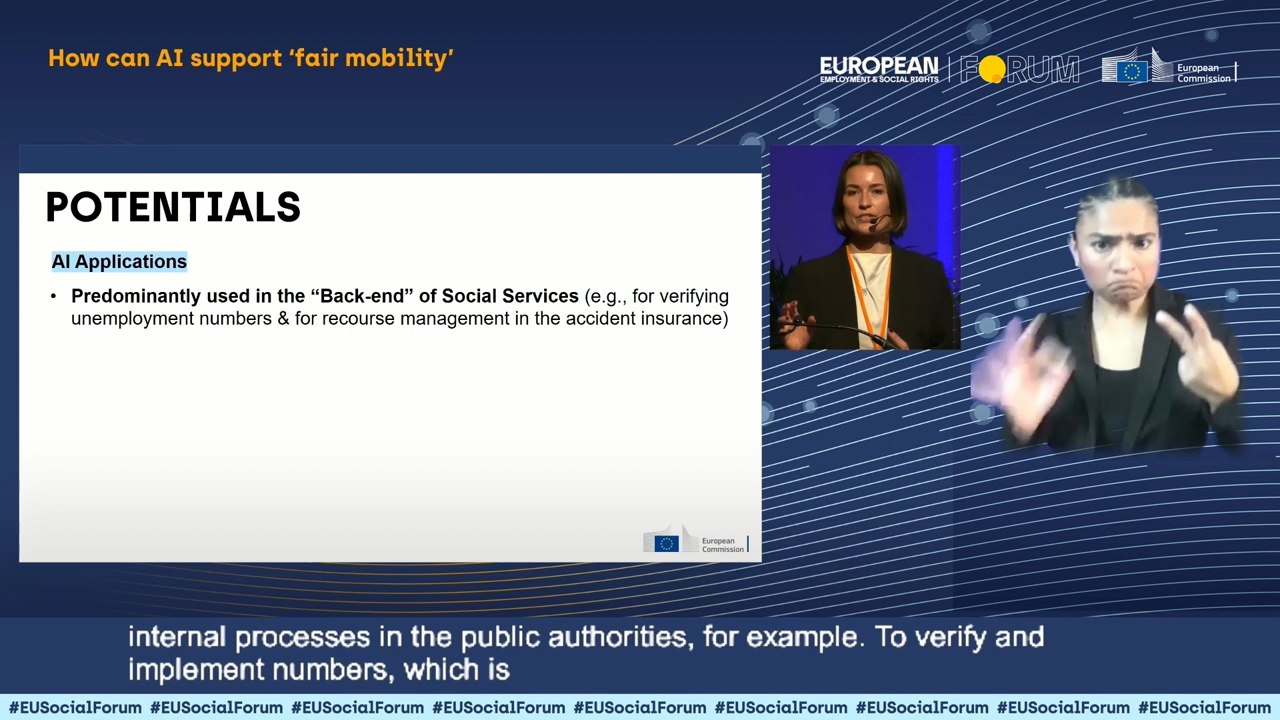 How can AI support ‘fair mobility’
EUROPEAN
EMPLOYMENT & SOCIAL RIGHTS
FORUM
European
Commission
POTENTIALS
AI Applications
• Predominantly used in the “Back-end” of Social Services (e.g., for verifying
unemployment numbers & for recourse management in the accident insurance)
European
Commission
internal processes in the public authorities, for example. To verify and
implement numbers, which is
#EUSocialForum #EUSocialForum #EUSocialForum #EUSocialForum #EUSocialForum #EUSocialForum #EUSocialForum #EUSocialForum #EUSocialForum